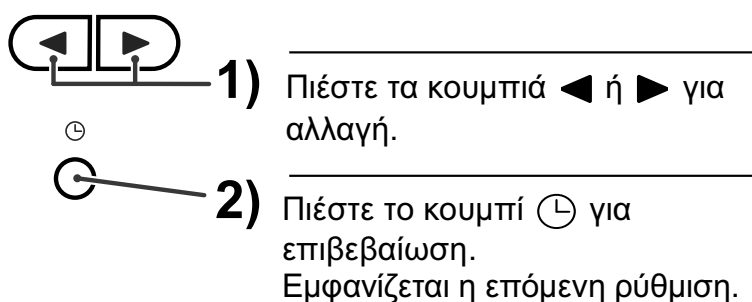 1) Πιέστε τα κουμπιά ◀ ή ▶ για
αλλαγή.
2) Πιέστε το κουμπί 🕒 για
επιβεβαίωση.
Εμφανίζεται η επόμενη ρύθμιση.